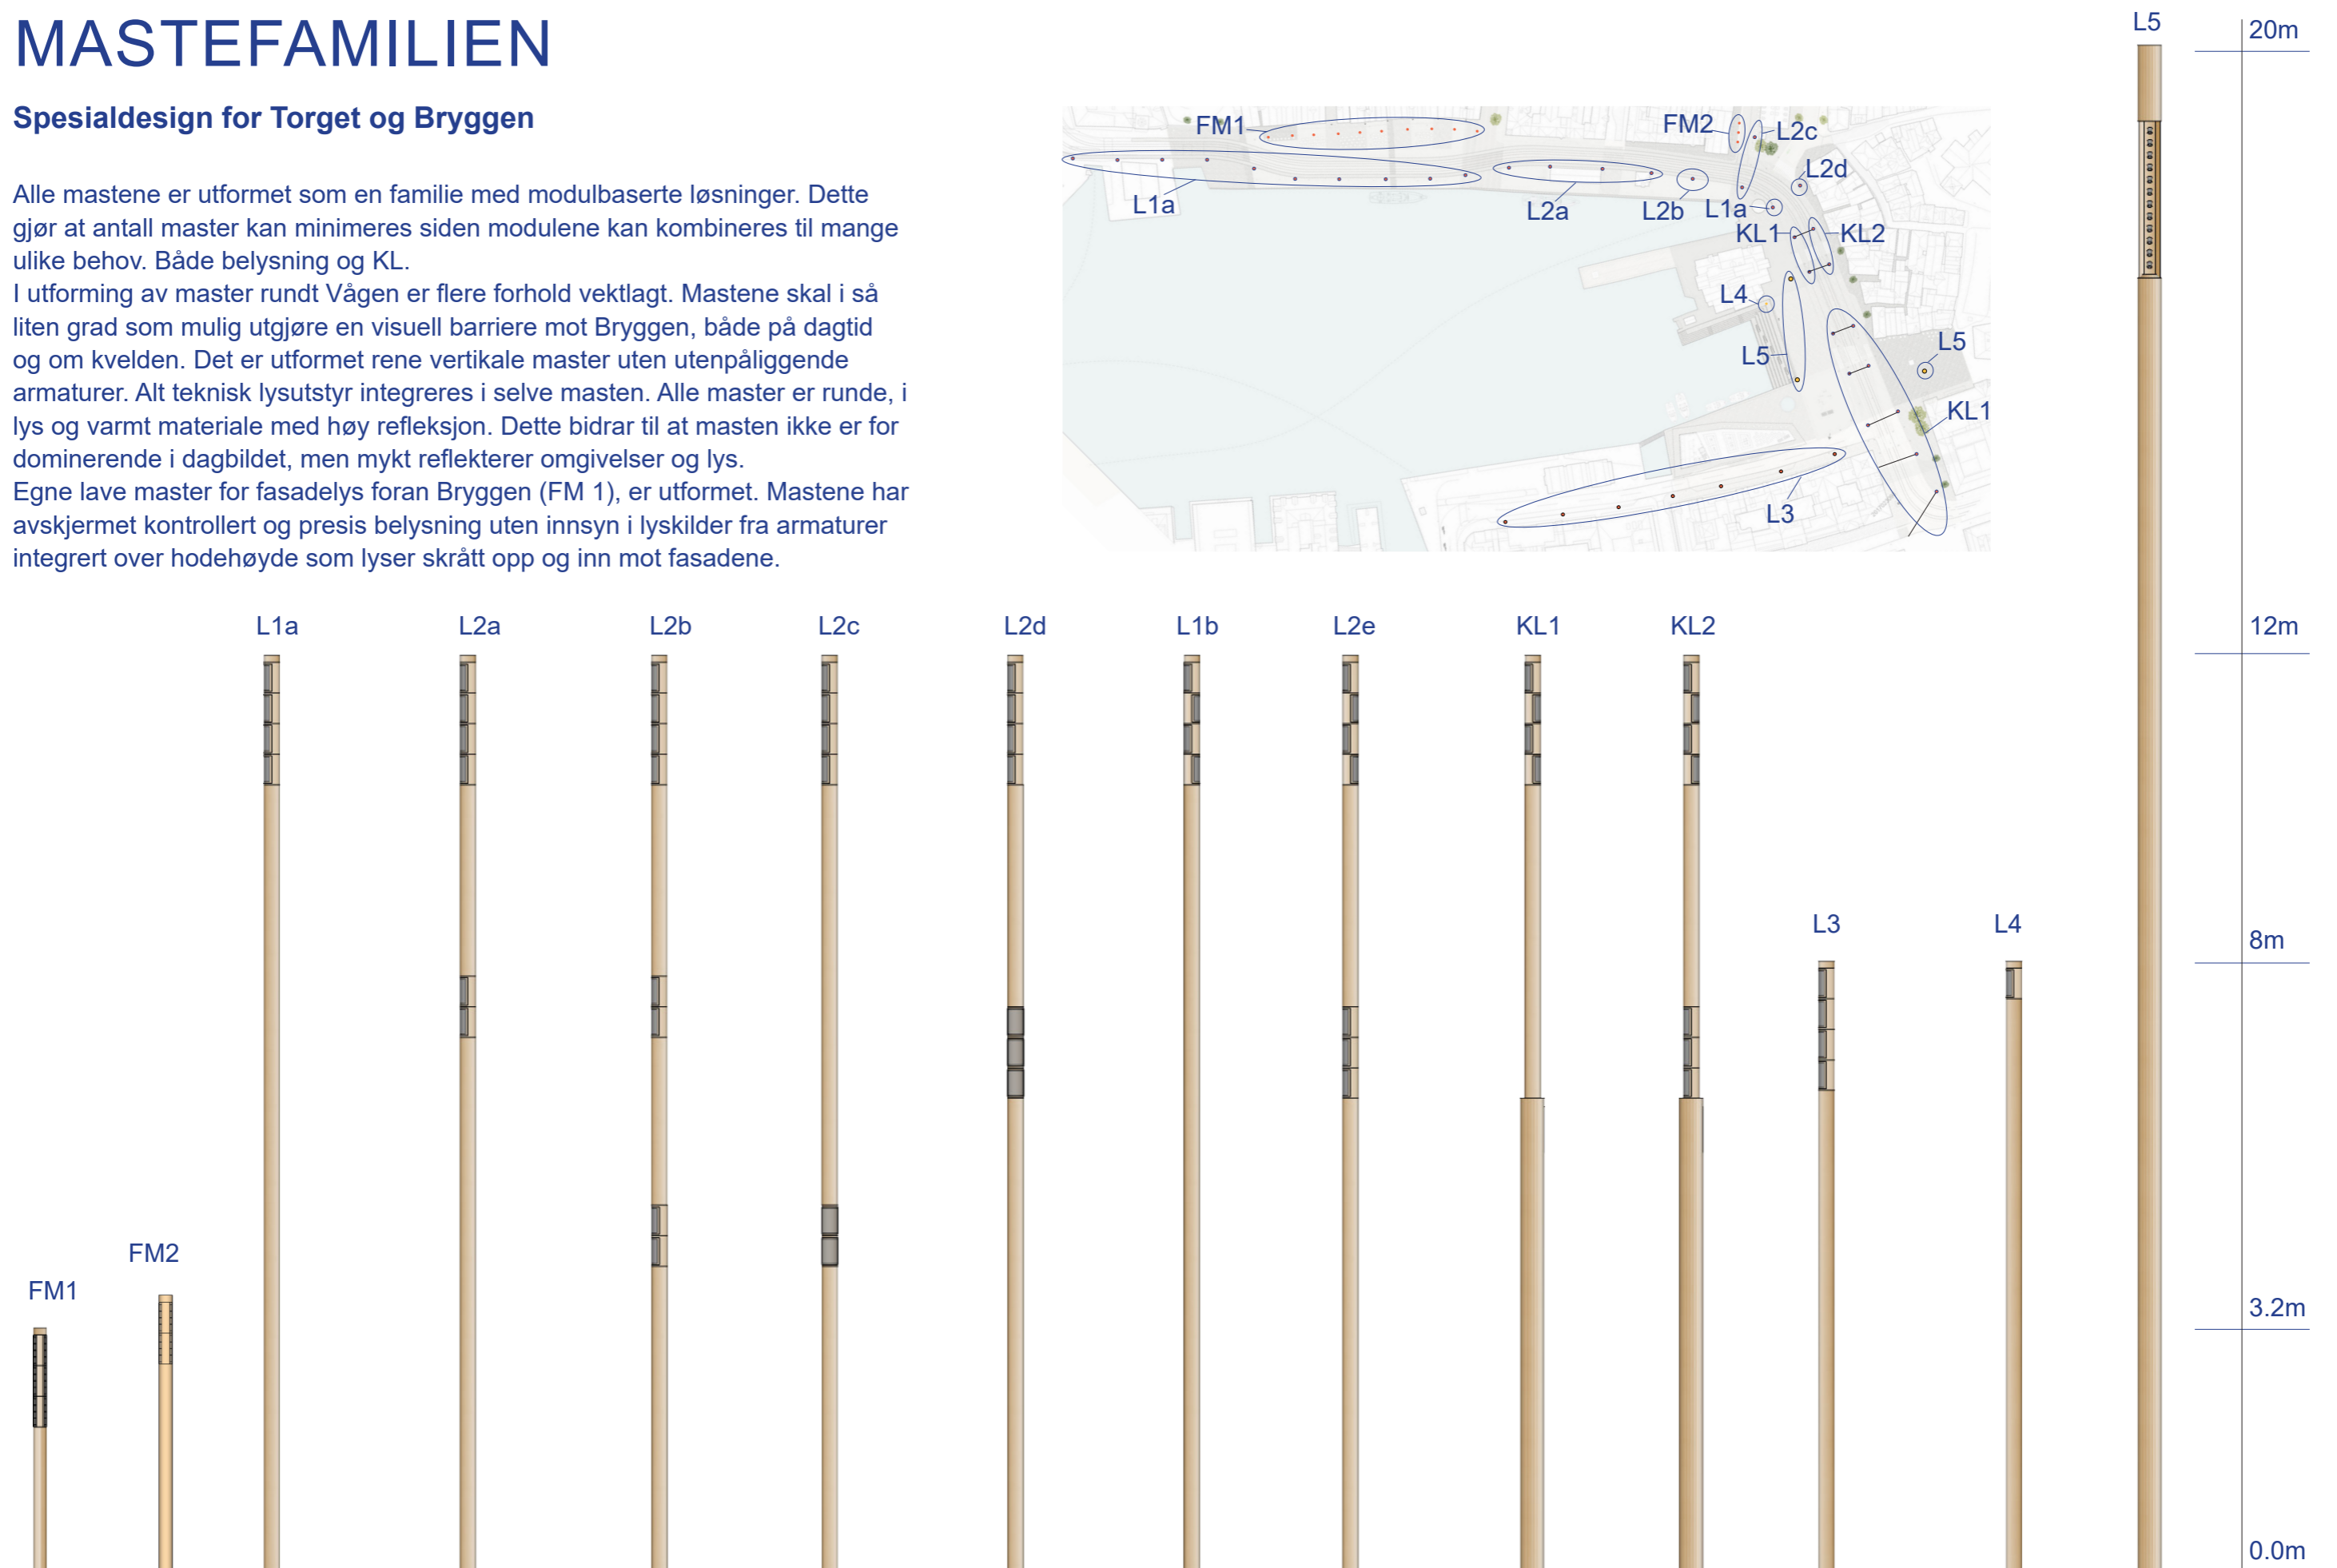 MASTEFAMILIEN
Spesialdesign for Torget og Bryggen
Alle mastene er utformet som en familie med modulbaserte løsninger. Dette
gjør at antall master kan minimeres siden modulene kan kombineres til mange
ulike behov. Både belysning og KL.
I utforming av master rundt Vågen er flere forhold vektlagt. Mastene skal i så
liten grad som mulig utgjøre en visuell barriere mot Bryggen, både på dagtid
og om kvelden. Det er utformet rene vertikale master uten utenpåliggende
armaturer. Alt teknisk lysutstyr integreres i selve masten. Alle master er runde, i
lys og varmt materiale med høy refleksjon. Dette bidrar til at masten ikke er for
dominerende i dagbildet, men mykt reflekterer omgivelser og lys.
Egne lave master for fasadelys foran Bryggen (FM 1), er utformet. Mastene har
avskjermet kontrollert og presis belysning uten innsyn i lyskilder fra armaturer
integrert over hodehøyde som lyser skrått opp og inn mot fasadene.
FM1
FM2
L2c
L2d
L1a
L2a
L2b
L1a
KL1
KL2
L4
L5
L5
KL1
L3
L5
20m
L1a
L2a
L2b
L2c
L2d
L1b
L2e
KL1
KL2
12m
L3
L4
8m
FM2
FM1
3.2m
0.0m